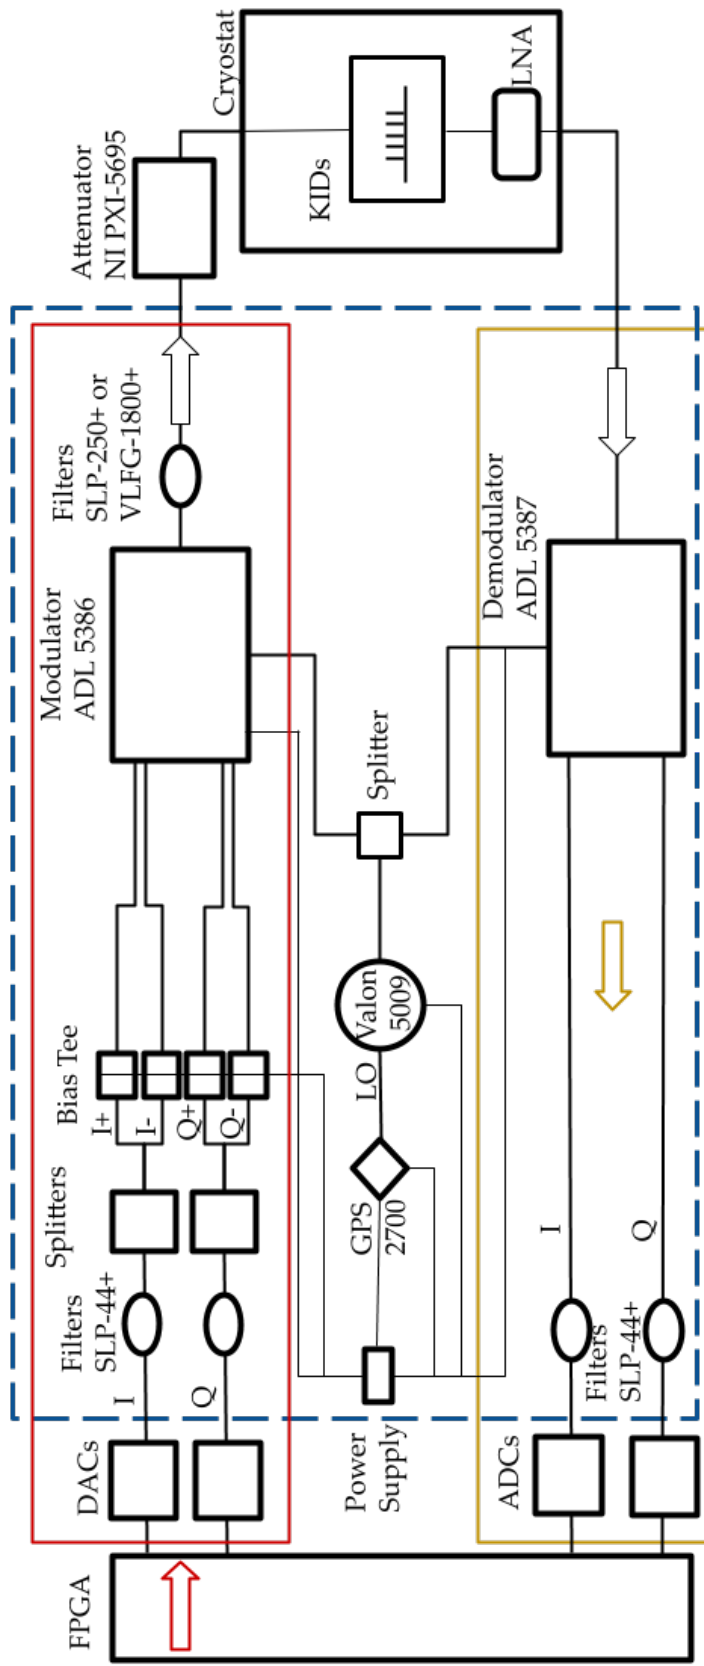 FPGA
DACs
I
Q
Filters
SLP-44+
Splitters
Bias Tee
I+
I-
Q+
Q-
Modulator
ADL 5386
Filters
SLP-250+ or
VLFG-1800+
Attenuator
NI PXI-5695
Cryostat
KIDs
LNA
Power
Supply
GPS
2700
LO
Valon
5009
Splitter
ADCs
Filters
SLP-44+
I
Q
Demodulator
ADL 5387